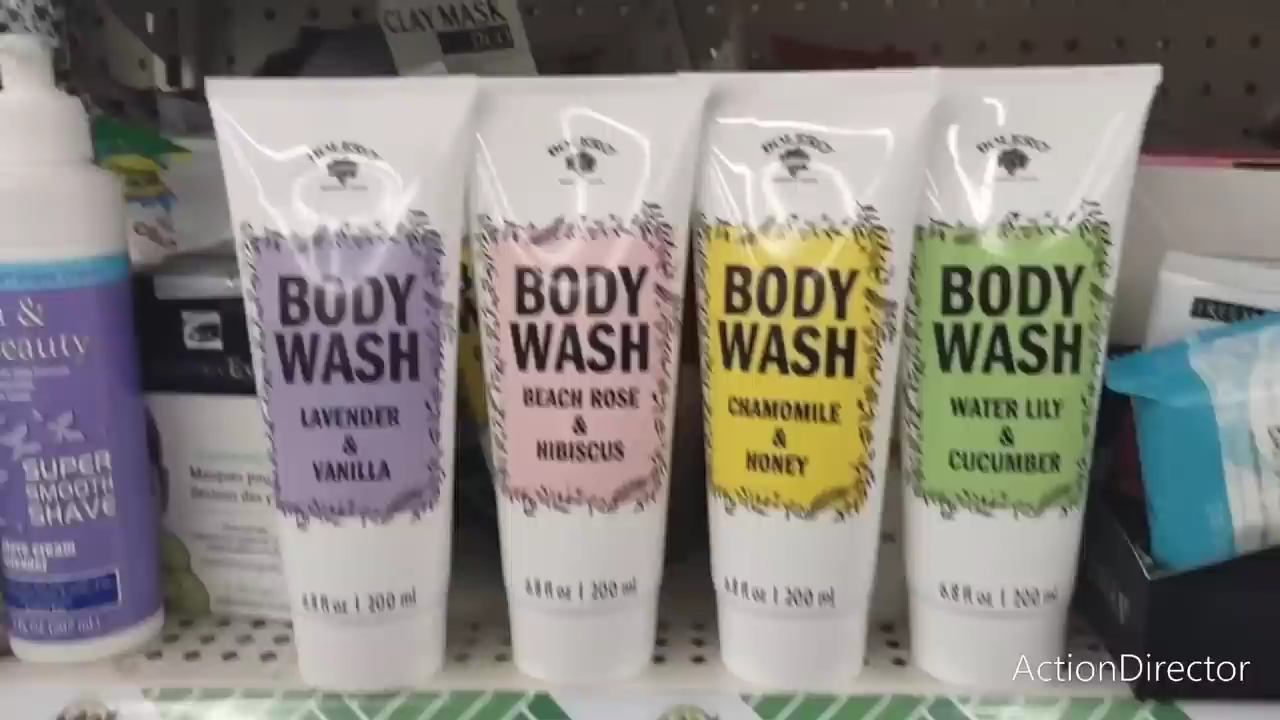 CLAY MASK
BODY
WASH
LAVENDER
&
VANILLA
6.8 fl oz | 200 ml
BODY
WASH
BEACH ROSE
&
HIBISCUS
6.8 fl oz | 200 ml
BODY
WASH
CHAMOMILE
&
HONEY
6.8 fl oz | 200 ml
BODY
WASH
WATER LILY
&
CUCUMBER
6.8 fl oz | 200 ml
&
eauty
SUPER
SMOOTH
SHAVE
ActionDirector